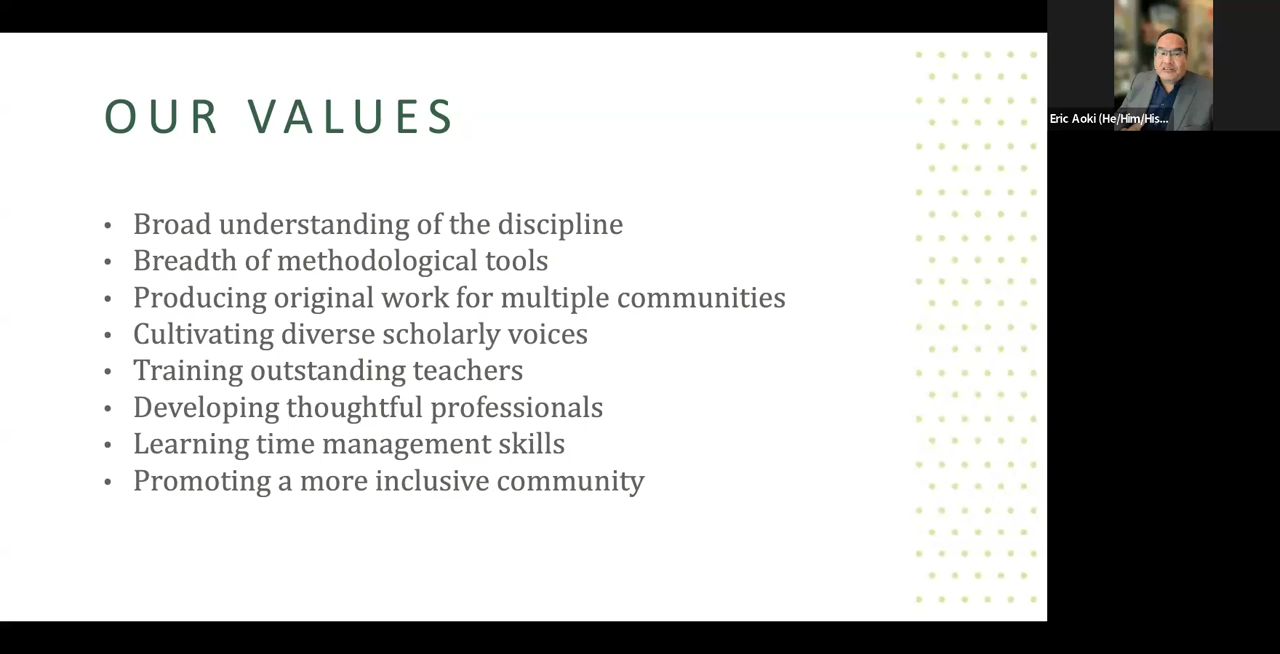 OUR VALUES
• Broad understanding of the discipline
• Breadth of methodological tools
• Producing original work for multiple communities
• Cultivating diverse scholarly voices
• Training outstanding teachers
• Developing thoughtful professionals
• Learning time management skills
• Promoting a more inclusive community
Eric Aoki (He/Him/His...